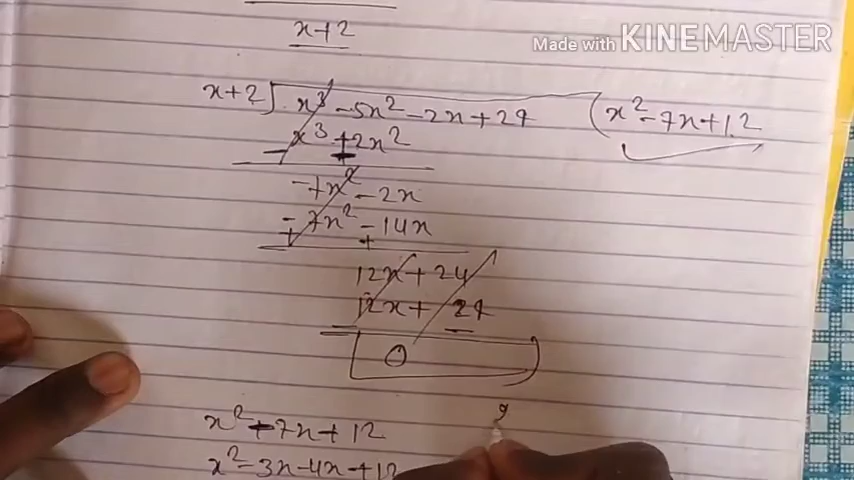 x+2
Made with KINEMASTER
x+2 ) x³ - 5x² - 2x + 24 ( x² - 7x + 12
x³ + 2x²
- +
-7x² - 2x
-7x² - 14x
+ +
12x + 24
12x + 24
0
x² - 7x + 12
x² - 3x - 4x + 12